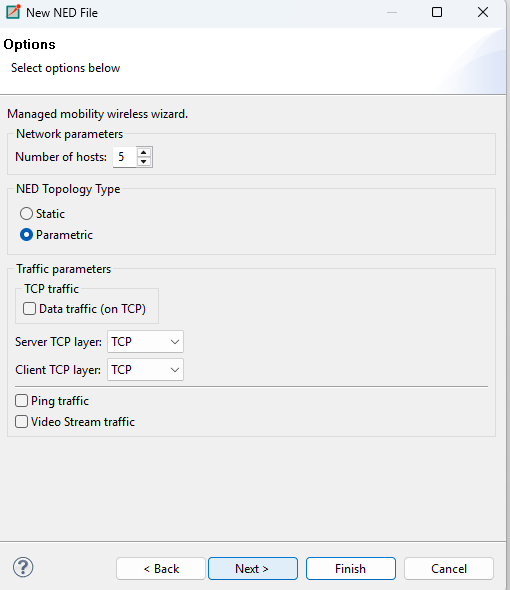 New NED File
Options
Select options below
Managed mobility wireless wizard.
Network parameters
Number of hosts: 5
NED Topology Type
Static
Parametric
Traffic parameters
TCP traffic
Data traffic (on TCP)
Server TCP layer: TCP
Client TCP layer: TCP
Ping traffic
Video Stream traffic
? < Back Next > Finish Cancel